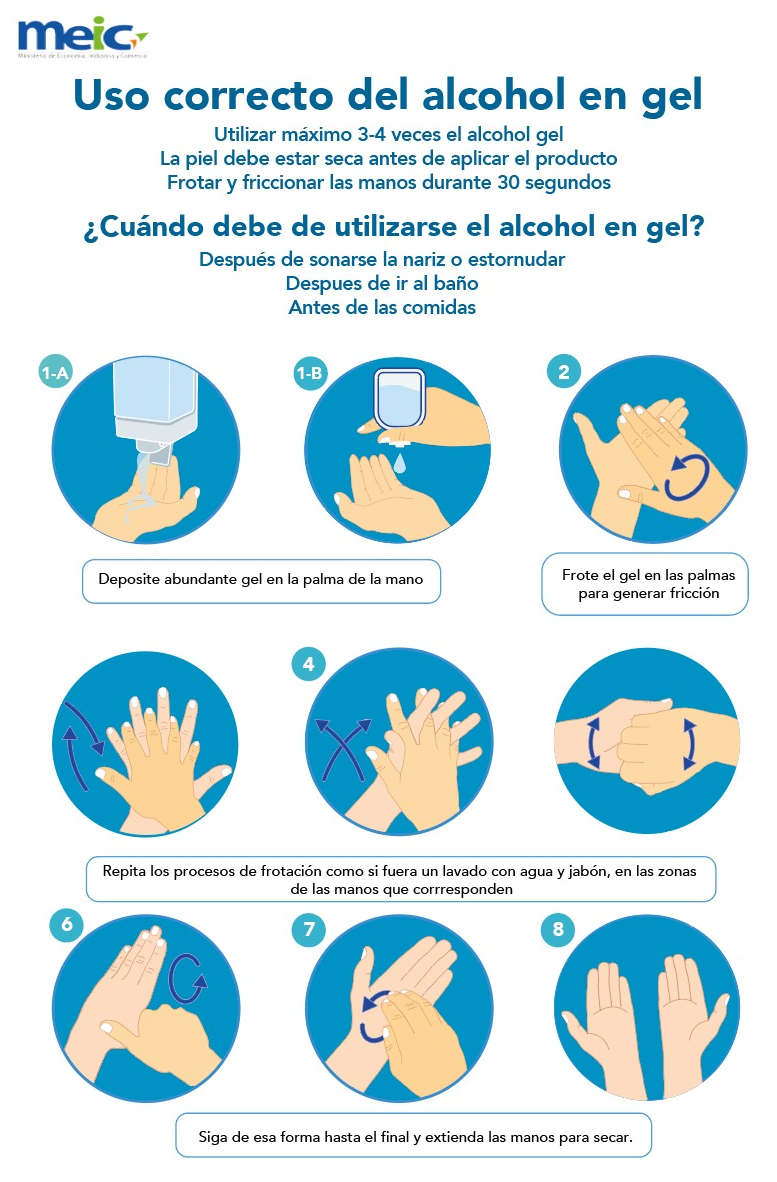 meic
Ministerio de Economía, Industria y Comercio
Uso correcto del alcohol en gel
Utilizar máximo 3-4 veces el alcohol gel
La piel debe estar seca antes de aplicar el producto
Frotar y friccionar las manos durante 30 segundos
¿Cuándo debe de utilizarse el alcohol en gel?
Después de sonarse la nariz o estornudar
Despues de ir al baño
Antes de las comidas
1-A
1-B
2
Deposite abundante gel en la palma de la mano
Frote el gel en las palmas
para generar fricción
4
Repita los procesos de frotación como si fuera un lavado con agua y jabón, en las zonas
de las manos que corrresponden
6
7
8
Siga de esa forma hasta el final y extienda las manos para secar.